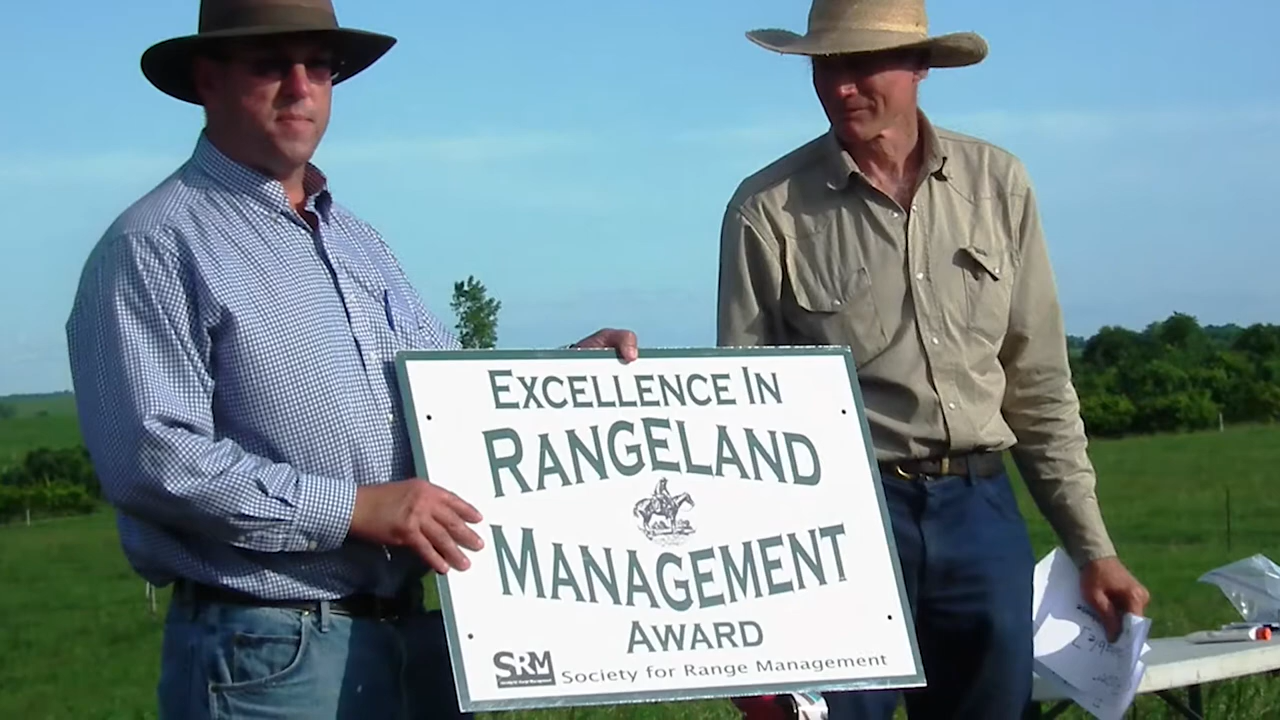 EXCELLENCE IN
RANGELAND
MANAGEMENT
AWARD
SRM
Society for Range Management